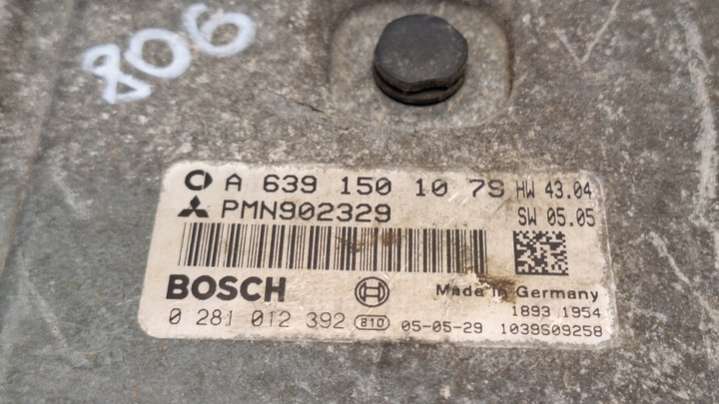 806
A 639 150 10 79 HW 43.04
PMN902329 SW 05.05
BOSCH Made in Germany
1893 1954
0 281 012 392 810 05-05-29 1039S09258